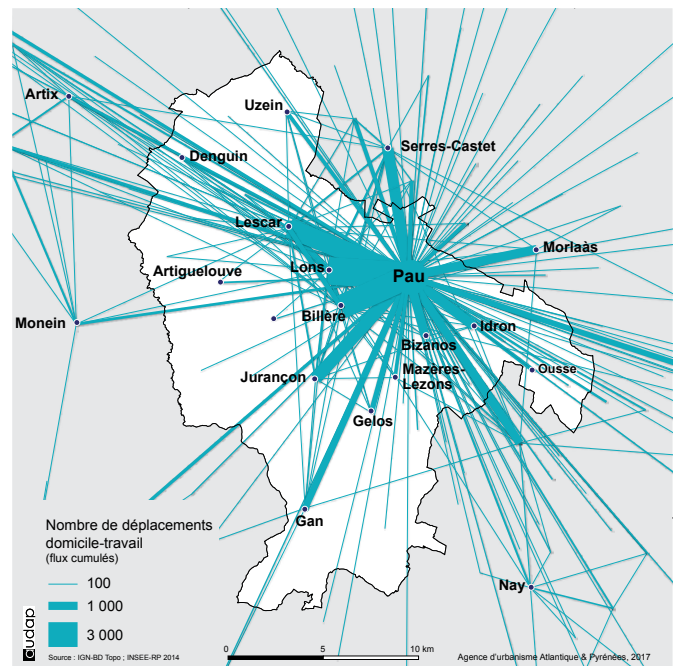 Artix
Uzein
Serres-Castet
Denguin
Lescar
Morlaàs
Lons
Pau
Artiguelouve
Monein
Billère
Idron
Bizanos
Jurançon
Mazères-
Lezons
Ousse
Gelos
Gan
Nay
Nombre de déplacements
domicile-travail
(flux cumulés)
100
1 000
3 000
audap
Source : IGN-BD Topo ; INSEE-RP 2014
0 5 10 km
Agence d'urbanisme Atlantique & Pyrénées, 2017